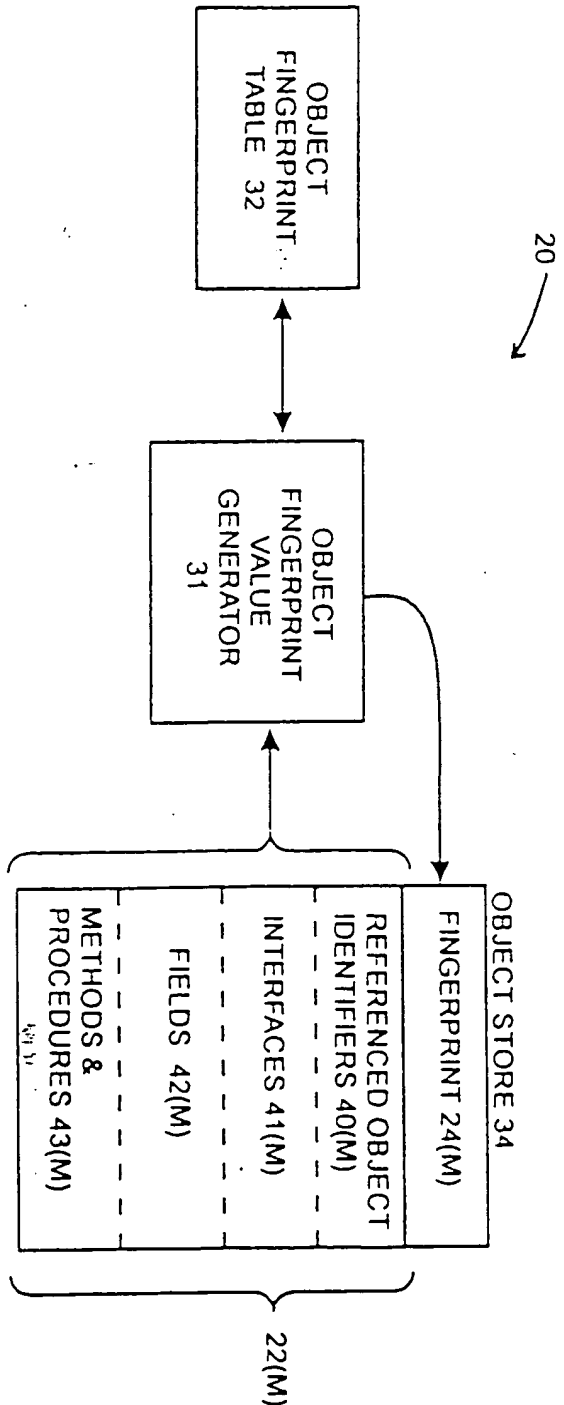 20
OBJECT
FINGERPRINT
TABLE 32
OBJECT
FINGERPRINT
VALUE
GENERATOR
31
OBJECT STORE 34
FINGERPRINT 24(M)
REFERENCED OBJECT
IDENTIFIERS 40(M)
INTERFACES 41(M)
FIELDS 42(M)
METHODS &
PROCEDURES 43(M)
22(M)